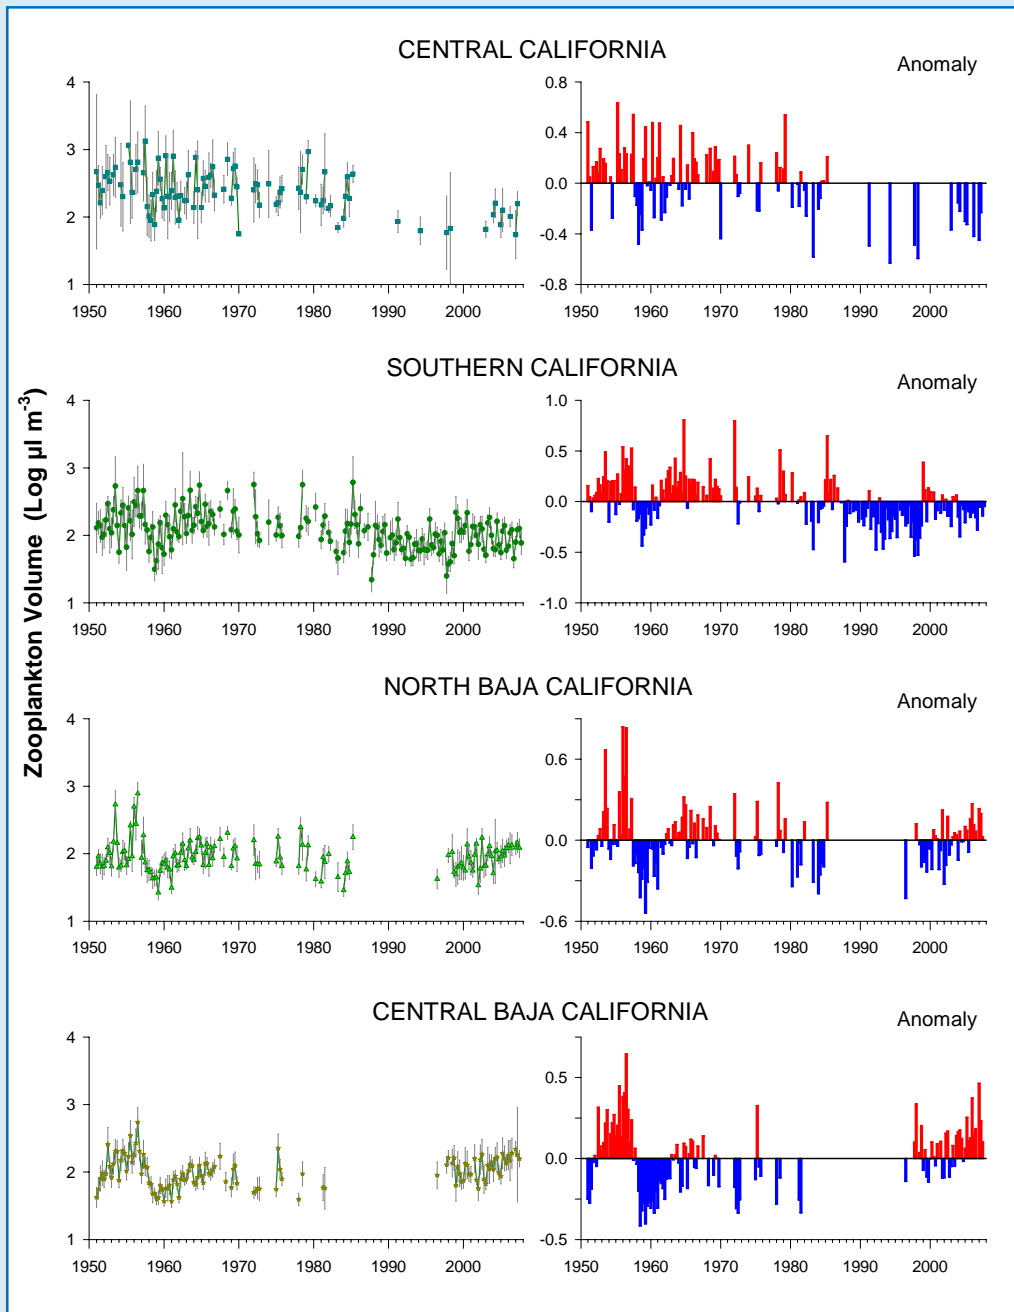 CENTRAL CALIFORNIA
Anomaly
4
3
2
1
1950 1960 1970 1980 1990 2000
0.8
0.4
0.0
-0.4
-0.8
1950 1960 1970 1980 1990 2000
SOUTHERN CALIFORNIA
Anomaly
Zooplankton Volume (Log µl m-3)
4
3
2
1
1950 1960 1970 1980 1990 2000
1.0
0.5
0.0
-0.5
-1.0
1950 1960 1970 1980 1990 2000
NORTH BAJA CALIFORNIA
Anomaly
4
3
2
1
1950 1960 1970 1980 1990 2000
0.6
0.0
-0.6
1950 1960 1970 1980 1990 2000
CENTRAL BAJA CALIFORNIA
Anomaly
4
3
2
1
1950 1960 1970 1980 1990 2000
0.5
0.0
-0.5
1950 1960 1970 1980 1990 2000